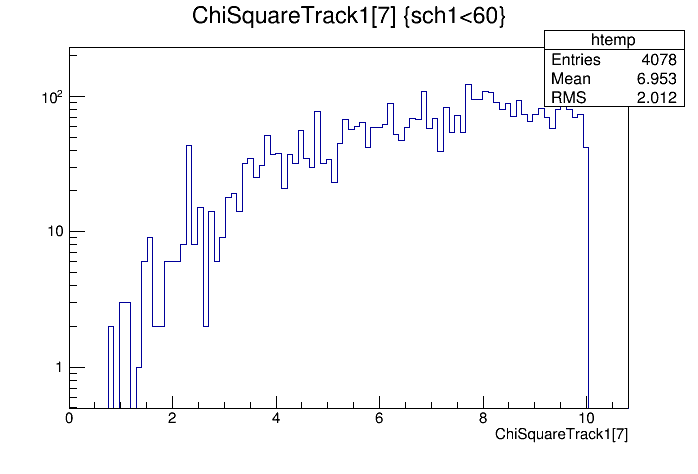 ChiSquareTrack1[7] {sch1<60}
htemp
Entries 4078
Mean 6.953
RMS 2.012
10²
10
1
0 2 4 6 8 10
ChiSquareTrack1[7]